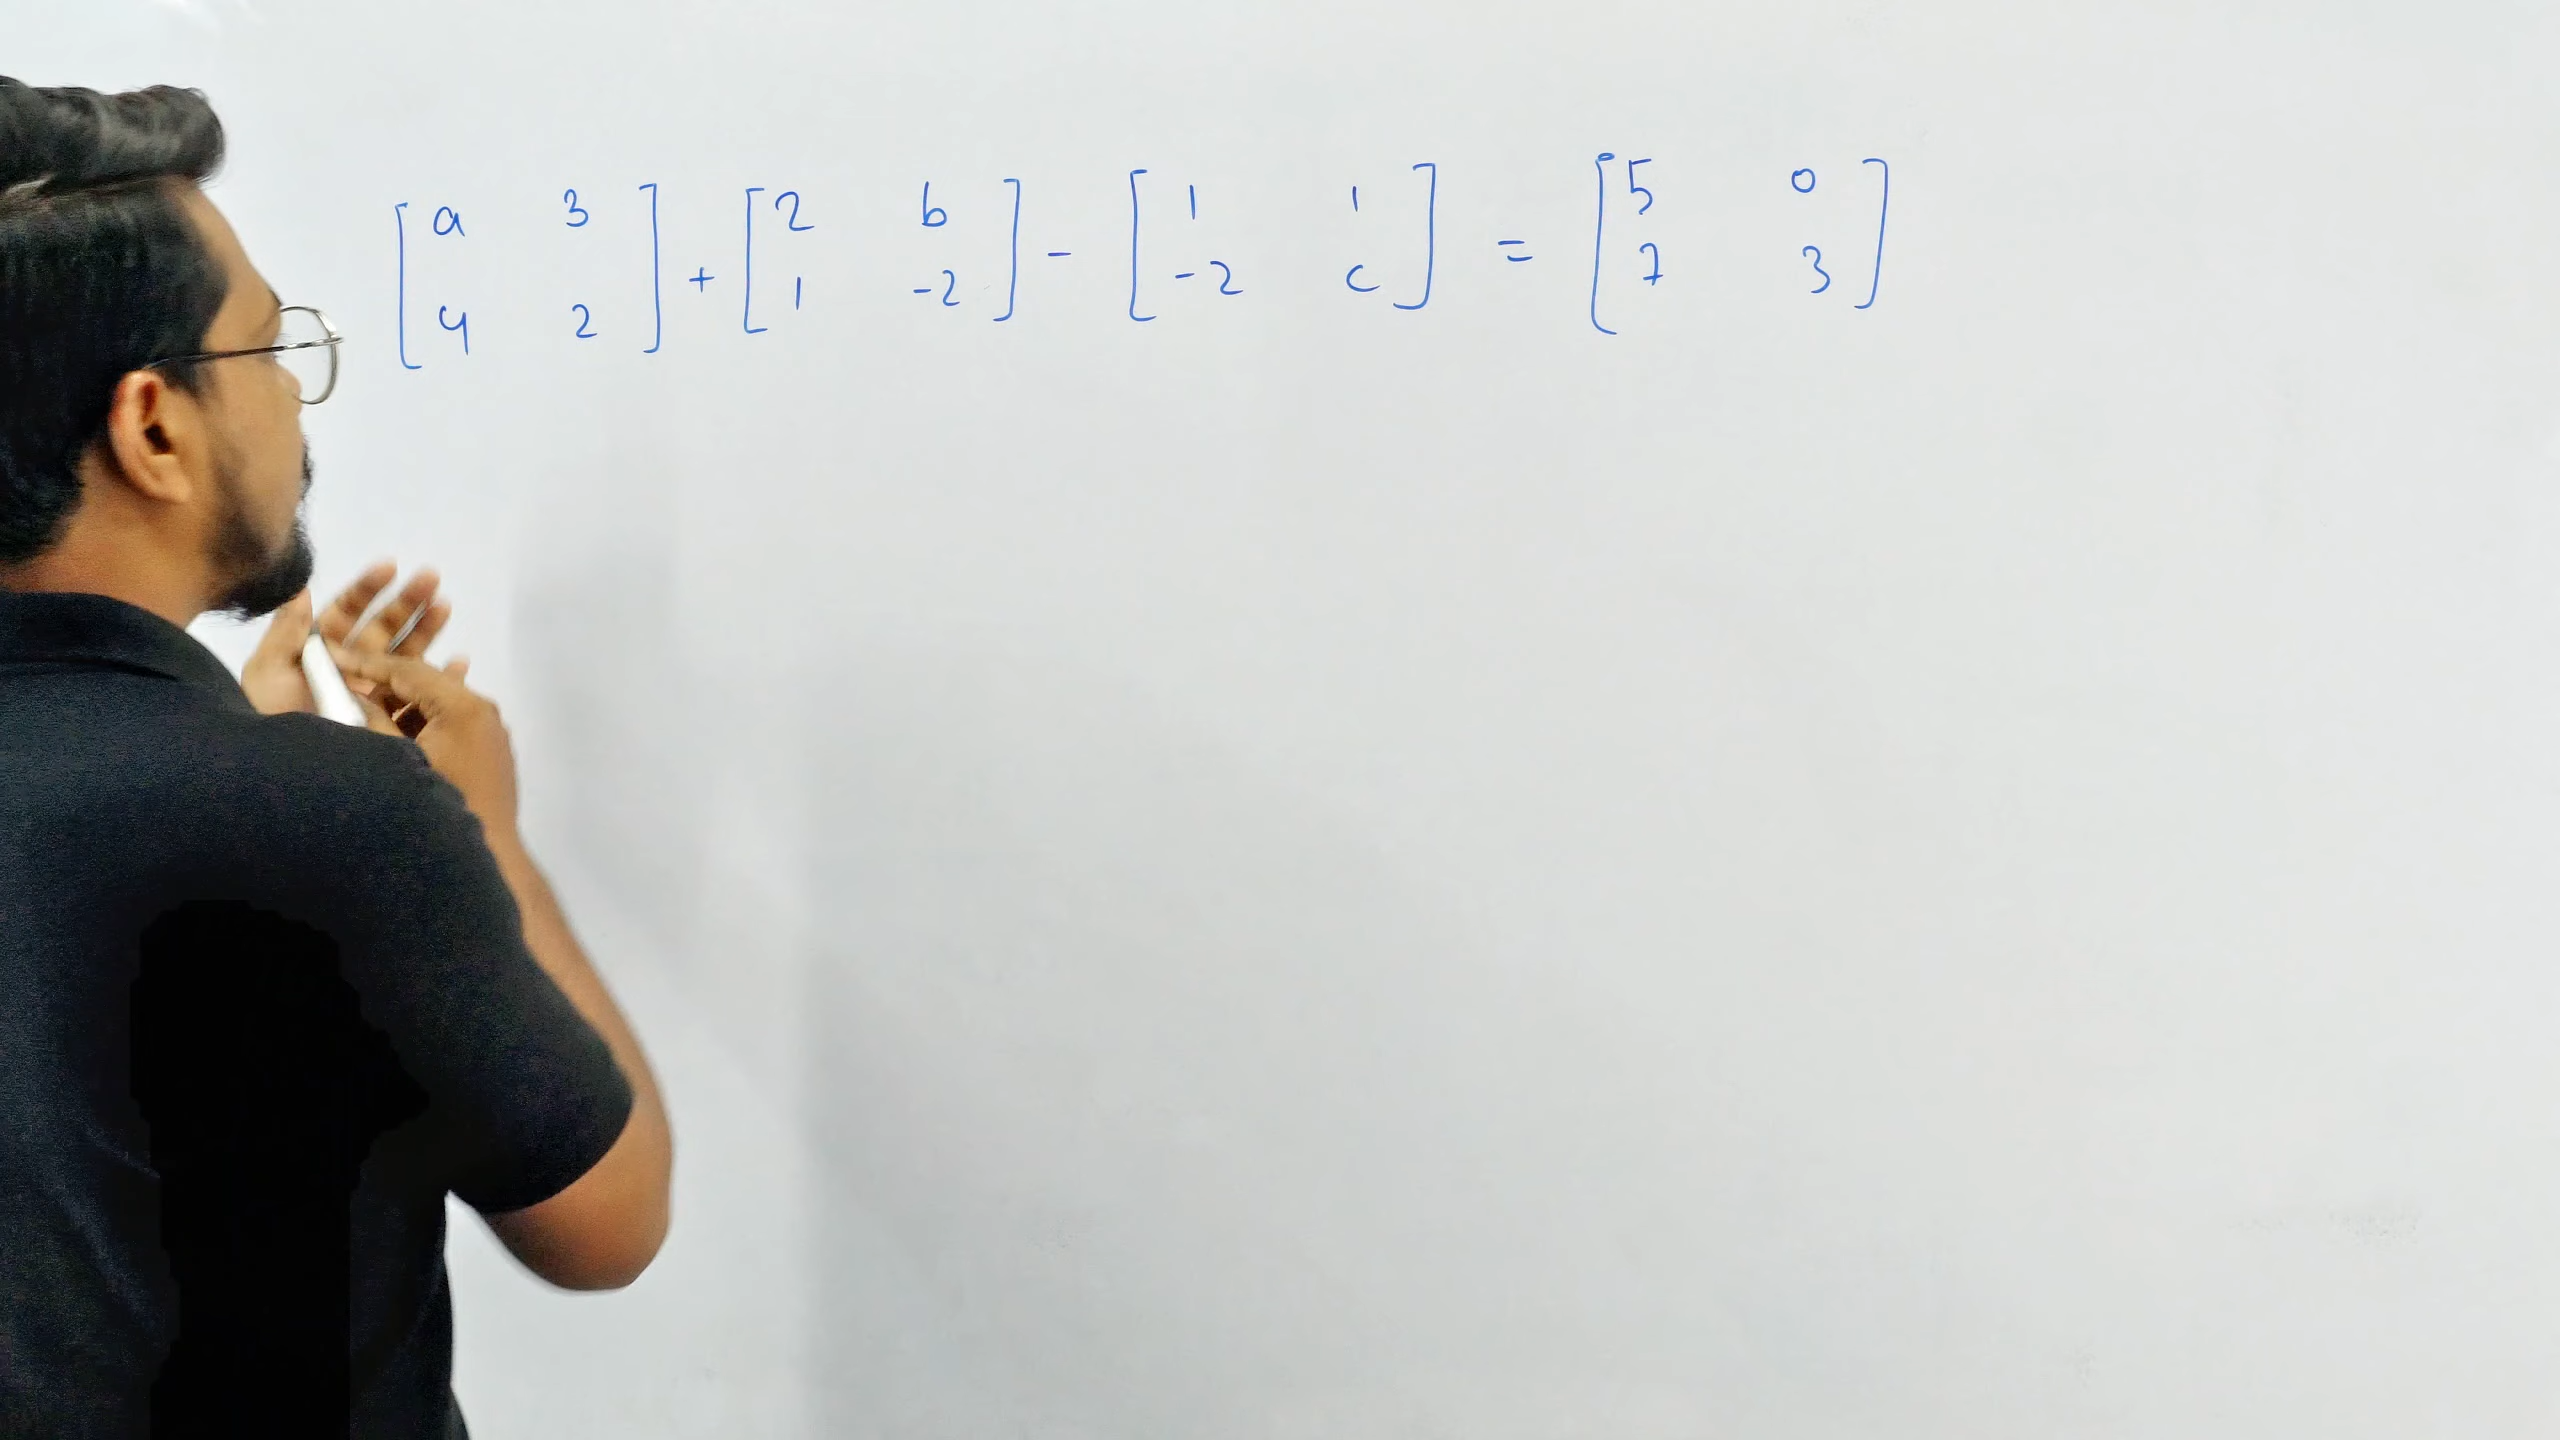 [ a 3 ] + [ 2 b ] - [ 1 1 ] = [ 5 0 ]
[ 4 2 ] [ 1 -2 ] [ -2 c ] [ 7 3 ]